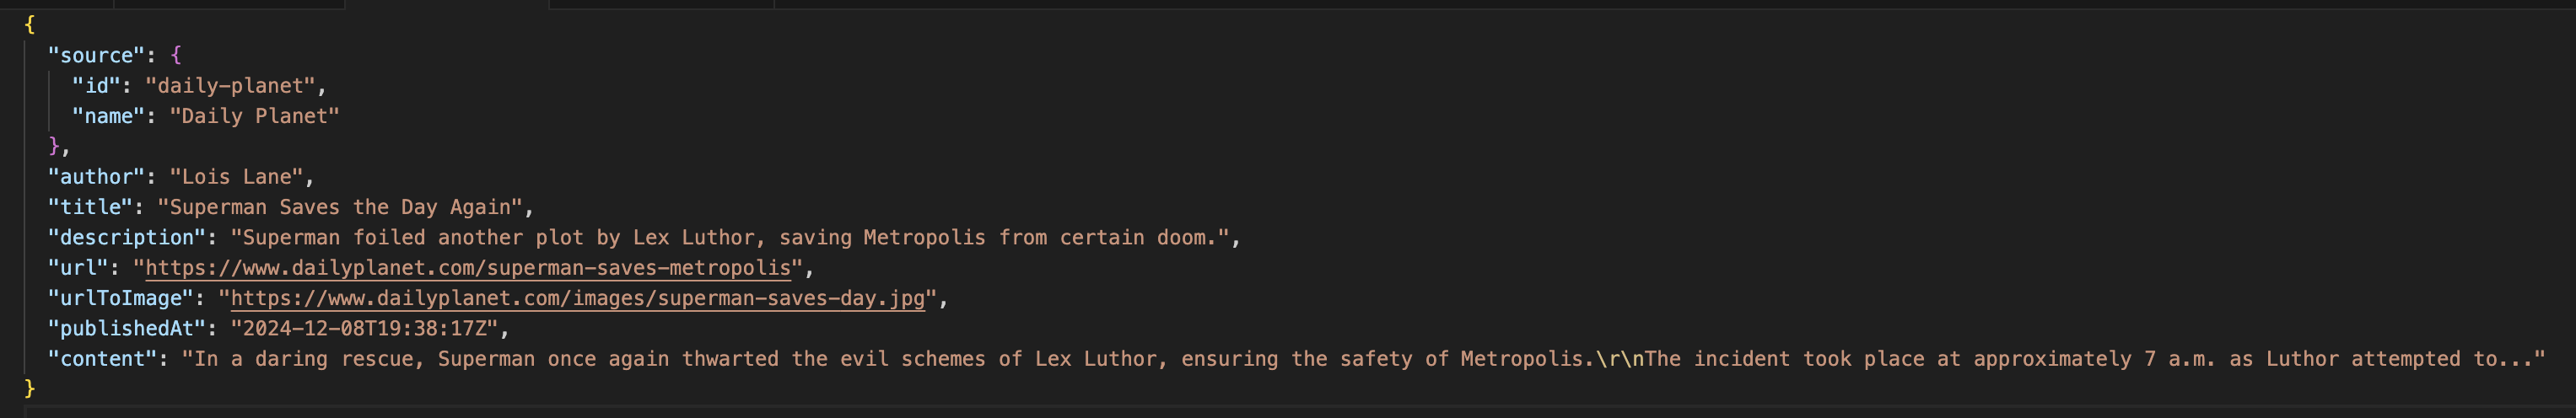 {
  "source": {
    "id": "daily-planet",
    "name": "Daily Planet"
  },
  "author": "Lois Lane",
  "title": "Superman Saves the Day Again",
  "description": "Superman foiled another plot by Lex Luthor, saving Metropolis from certain doom.",
  "url": "https://www.dailyplanet.com/superman-saves-metropolis",
  "urlToImage": "https://www.dailyplanet.com/images/superman-saves-day.jpg",
  "publishedAt": "2024-12-08T19:38:17Z",
  "content": "In a daring rescue, Superman once again thwarted the evil schemes of Lex Luthor, ensuring the safety of Metropolis.\r\nThe incident took place at approximately 7 a.m. as Luthor attempted to..."
}